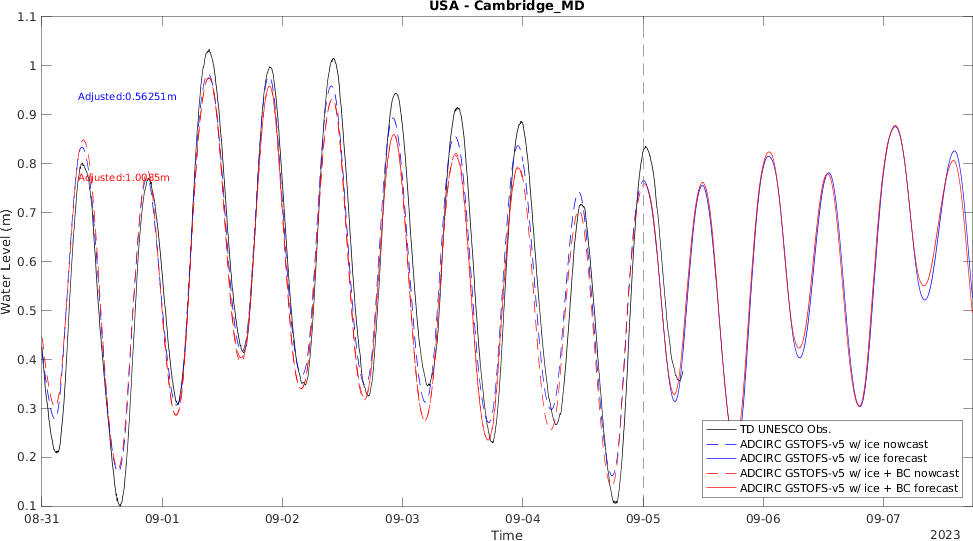 USA - Cambridge_MD
1.1
1
0.9
0.8
0.7
0.6
0.5
0.4
0.3
0.2
0.1
Water Level (m)
Adjusted:0.56251m
Adjusted:1.0085m
TD UNESCO Obs.
ADCIRC GSTOFS-v5 w/ ice nowcast
ADCIRC GSTOFS-v5 w/ ice forecast
ADCIRC GSTOFS-v5 w/ ice + BC nowcast
ADCIRC GSTOFS-v5 w/ ice + BC forecast
08-31 09-01 09-02 09-03 09-04 09-05 09-06 09-07
Time
2023